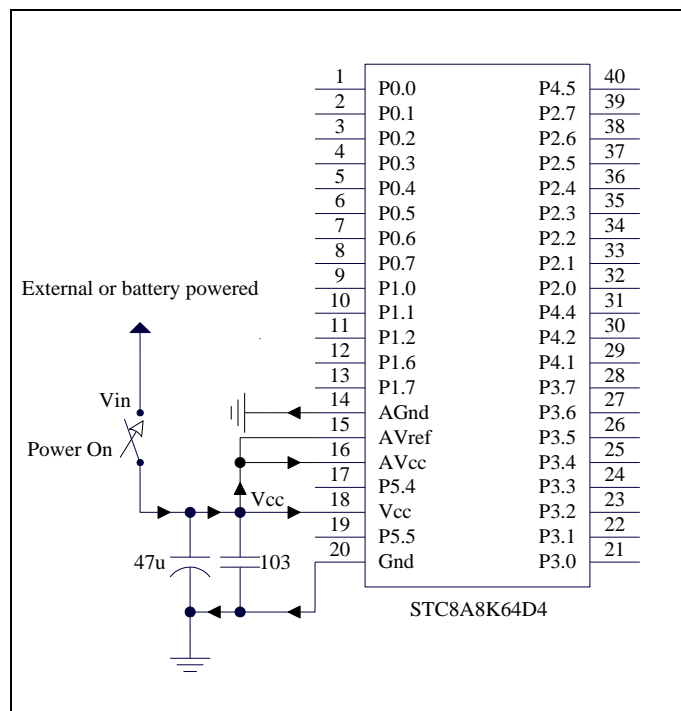 1 P0.0 P4.5 40
2 P0.1 P2.7 39
3 P0.2 P2.6 38
4 P0.3 P2.5 37
5 P0.4 P2.4 36
6 P0.5 P2.3 35
7 P0.6 P2.2 34
8 P0.7 P2.1 33
9 P1.0 P2.0 32
External or battery powered
10 P1.1 P4.4 31
11 P1.2 P4.2 30
12 P1.6 P4.1 29
13 P1.7 P3.7 28
Vin
14 AGnd P3.6 27
15 AVref P3.5 26
Power On
16 AVcc P3.4 25
17 P5.4 P3.3 24
Vcc
18 Vcc P3.2 23
19 P5.5 P3.1 22
20 Gnd P3.0 21
47u 103
STC8A8K64D4